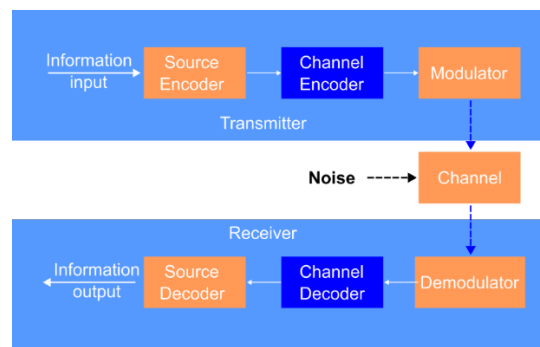 Information
input
Source
Encoder
Channel
Encoder
Modulator
Transmitter
Noise
Channel
Receiver
Information
output
Source
Decoder
Channel
Decoder
Demodulator